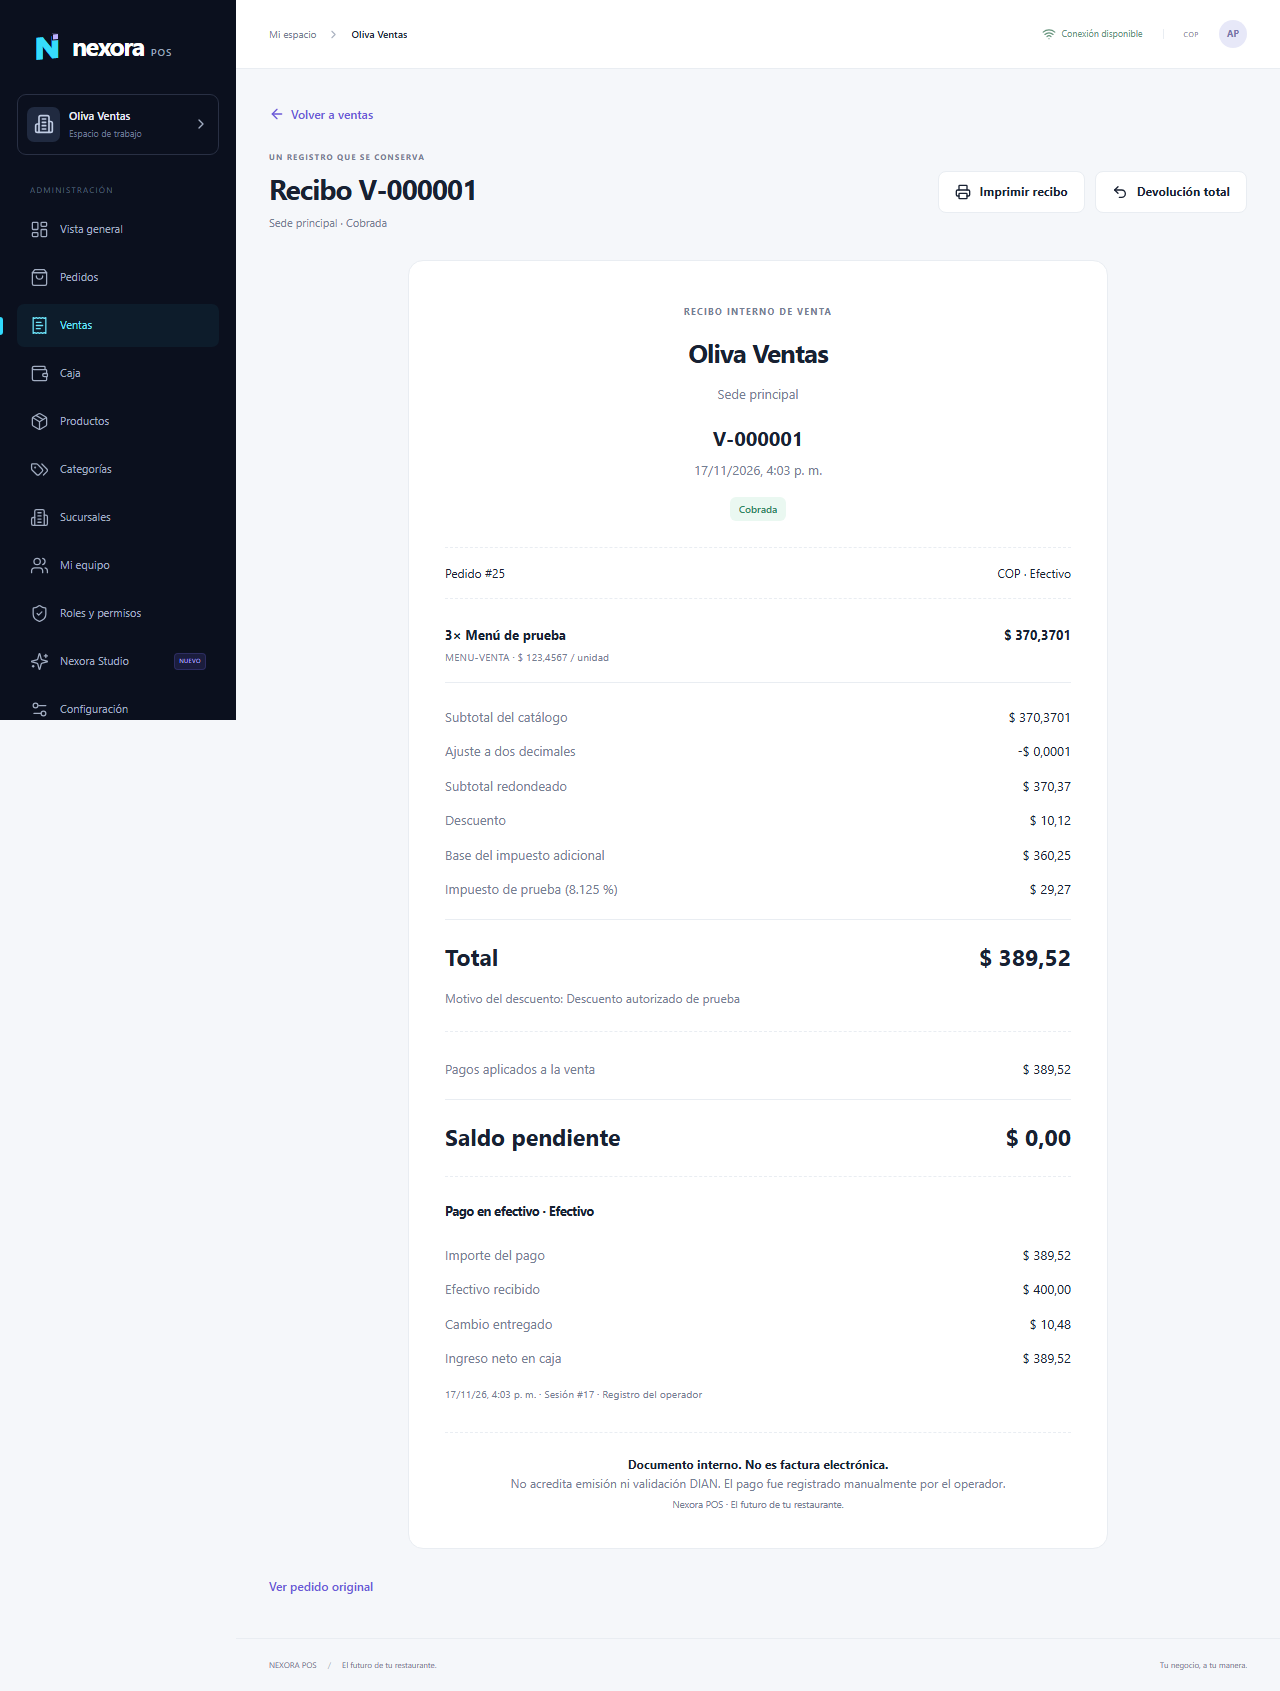 nexora POS
Oliva Ventas
Espacio de trabajo
ADMINISTRACIÓN
Vista general
Pedidos
Ventas
Caja
Productos
Categorías
Sucursales
Mi equipo
Roles y permisos
Nexora Studio NUEVO
Configuración
Mi espacio Oliva Ventas
Conexión disponible COP AP
Volver a ventas
UN REGISTRO QUE SE CONSERVA
Recibo V-000001
Sede principal · Cobrada
Imprimir recibo
Devolución total
RECIBO INTERNO DE VENTA
Oliva Ventas
Sede principal
V-000001
17/11/2026, 4:03 p. m.
Cobrada
Pedido #25 COP · Efectivo
3× Menú de prueba $ 370,3701
MENU-VENTA · $ 123,4567 / unidad
Subtotal del catálogo $ 370,3701
Ajuste a dos decimales -$ 0,0001
Subtotal redondeado $ 370,37
Descuento $ 10,12
Base del impuesto adicional $ 360,25
Impuesto de prueba (8.125 %) $ 29,27
Total $ 389,52
Motivo del descuento: Descuento autorizado de prueba
Pagos aplicados a la venta $ 389,52
Saldo pendiente $ 0,00
Pago en efectivo · Efectivo
Importe del pago $ 389,52
Efectivo recibido $ 400,00
Cambio entregado $ 10,48
Ingreso neto en caja $ 389,52
17/11/26, 4:03 p. m. · Sesión #17 · Registro del operador
Documento interno. No es factura electrónica.
No acredita emisión ni validación DIAN. El pago fue registrado manualmente por el operador.
Nexora POS · El futuro de tu restaurante.
Ver pedido original
NEXORA POS / El futuro de tu restaurante.
Tu negocio, a tu manera.